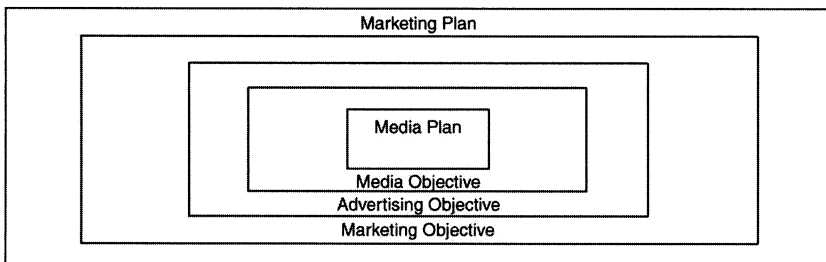 Marketing Plan
Media Plan
Media Objective
Advertising Objective
Marketing Objective